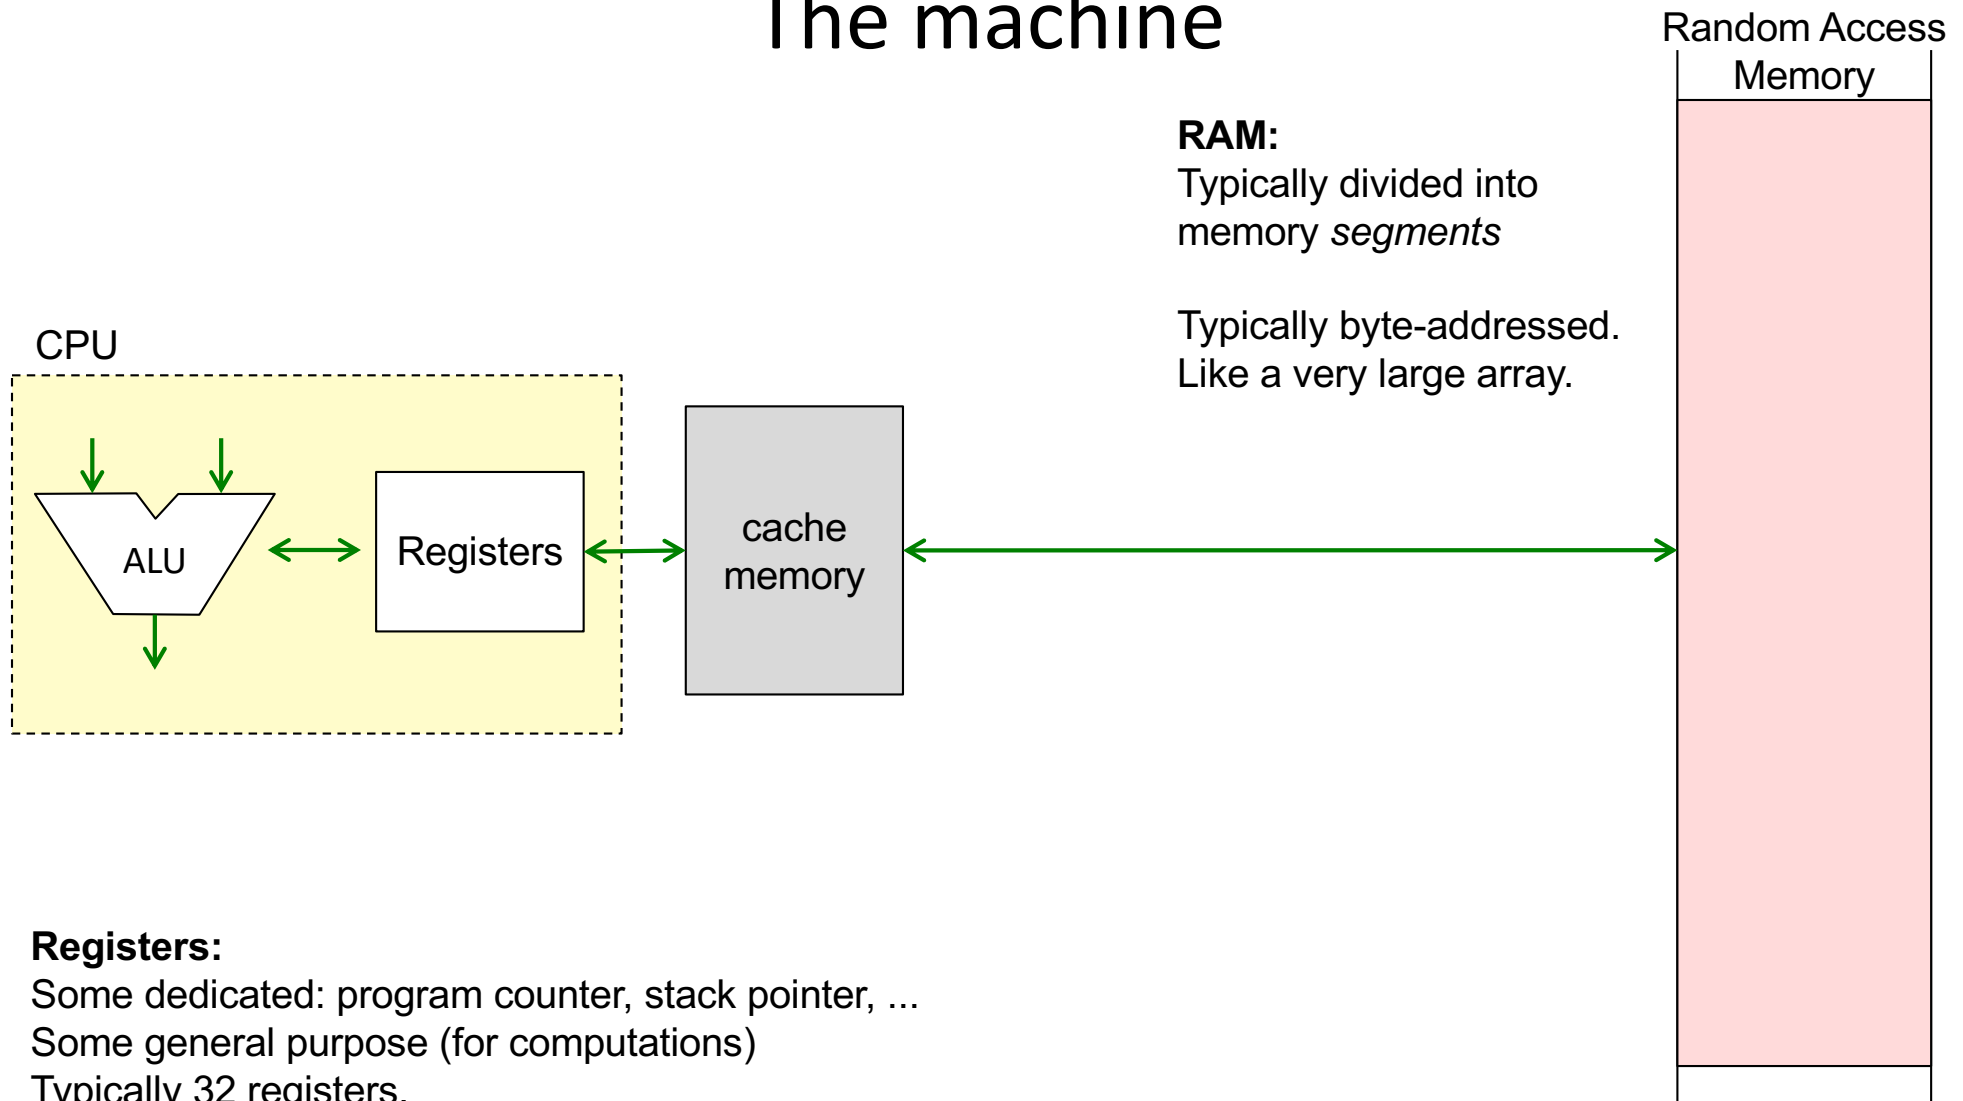 The machine
Random Access
Memory
RAM:
Typically divided into
memory segments
Typically byte-addressed.
Like a very large array.
CPU
ALU
Registers
cache
memory
Registers:
Some dedicated: program counter, stack pointer, ...
Some general purpose (for computations)
Typically 32 registers.